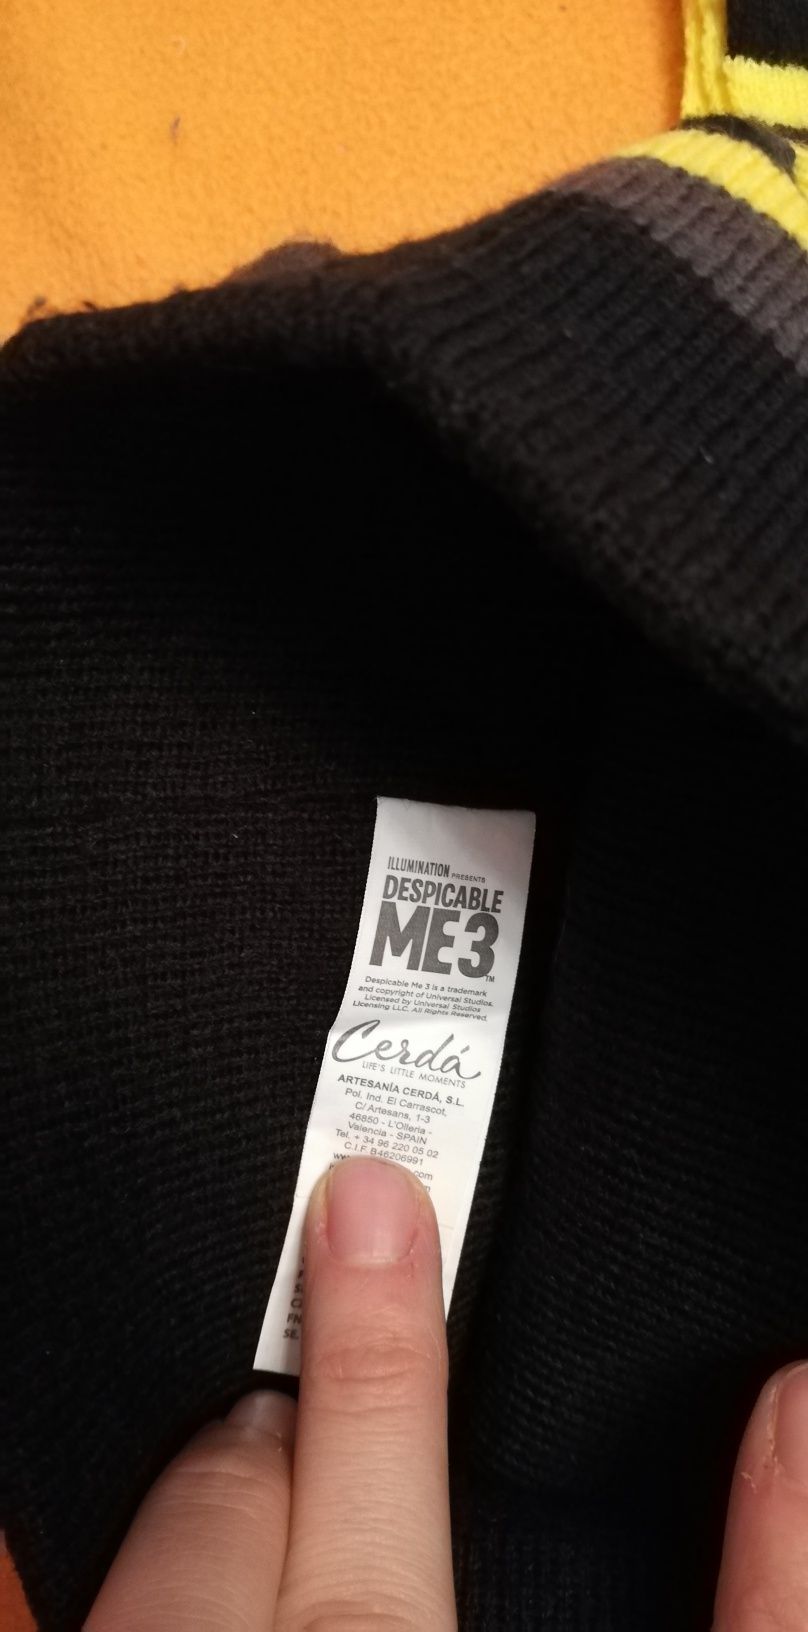 ILLUMINATION PRESENTS
DESPICABLE
ME3™
Despicable Me 3 is a trademark
and copyright of Universal Studios.
Licensed by Universal Studios
Licensing LLC. All Rights Reserved.
Cerdá
LIFE'S LITTLE MOMENTS
ARTESANÍA CERDÁ, S.L.
Pol. Ind. El Carrascot,
C/ Artesans, 1-3
46850 - L'Olleria -
Valencia - SPAIN
Tel. + 34 96 220 05 02
C.I.F. B46206991